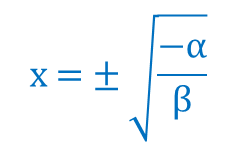 x = ± √(−α/β)